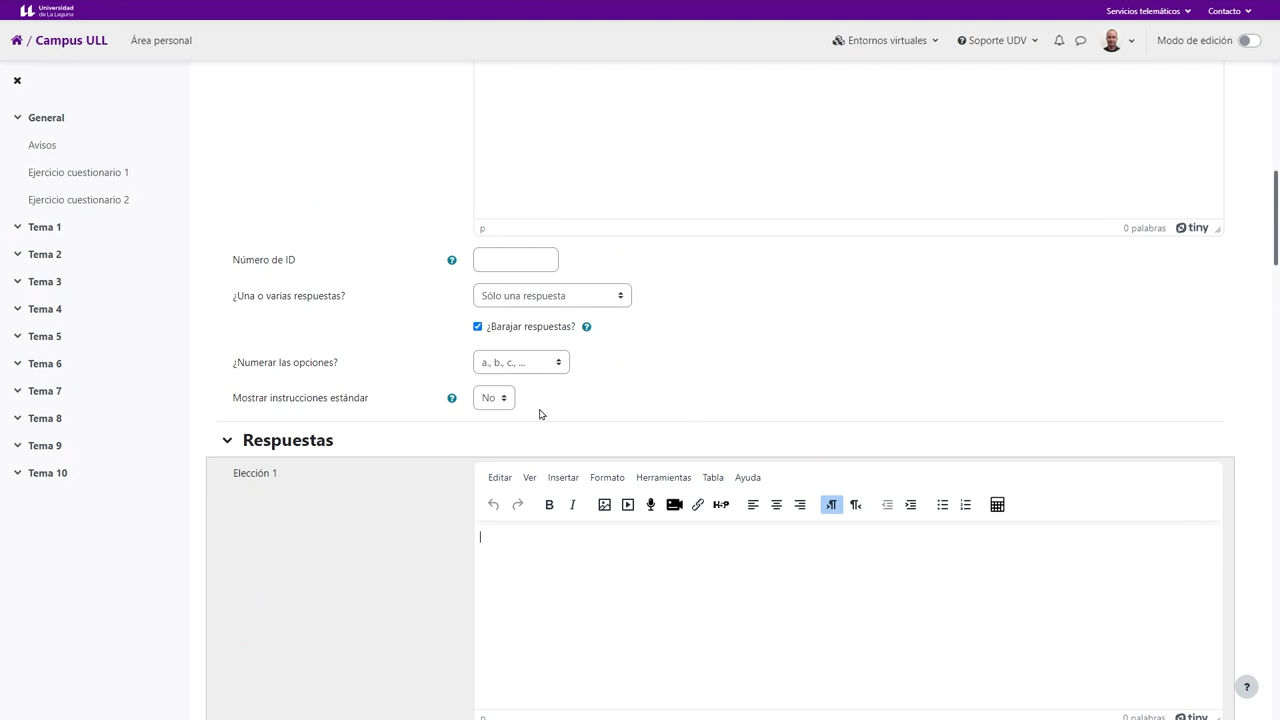 Universidad
de La Laguna
Servicios telemáticos
Contacto
/ Campus ULL
Área personal
Entornos virtuales
Soporte UDV
Modo de edición
General
Avisos
Ejercicio cuestionario 1
Ejercicio cuestionario 2
Tema 1
Tema 2
Tema 3
Tema 4
Tema 5
Tema 6
Tema 7
Tema 8
Tema 9
Tema 10
p
0 palabras
tiny
Número de ID
¿Una o varias respuestas?
Sólo una respuesta
¿Barajar respuestas?
¿Numerar las opciones?
a., b., c., ...
Mostrar instrucciones estándar
No
Respuestas
Elección 1
Editar Ver Insertar Formato Herramientas Tabla Ayuda
B I H-P
p
0 palabras
tiny
?